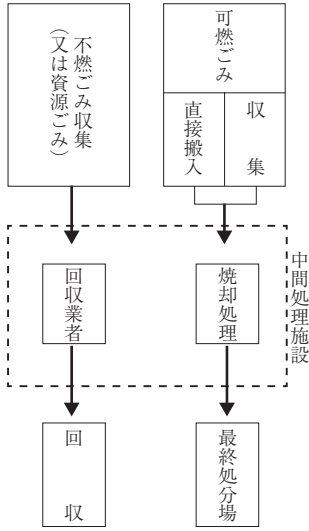 可燃ごみ
収集
直接搬入
不燃ごみ収集
(又は資源ごみ)
中間処理施設
焼却処理
回収業者
最終処分場
回収